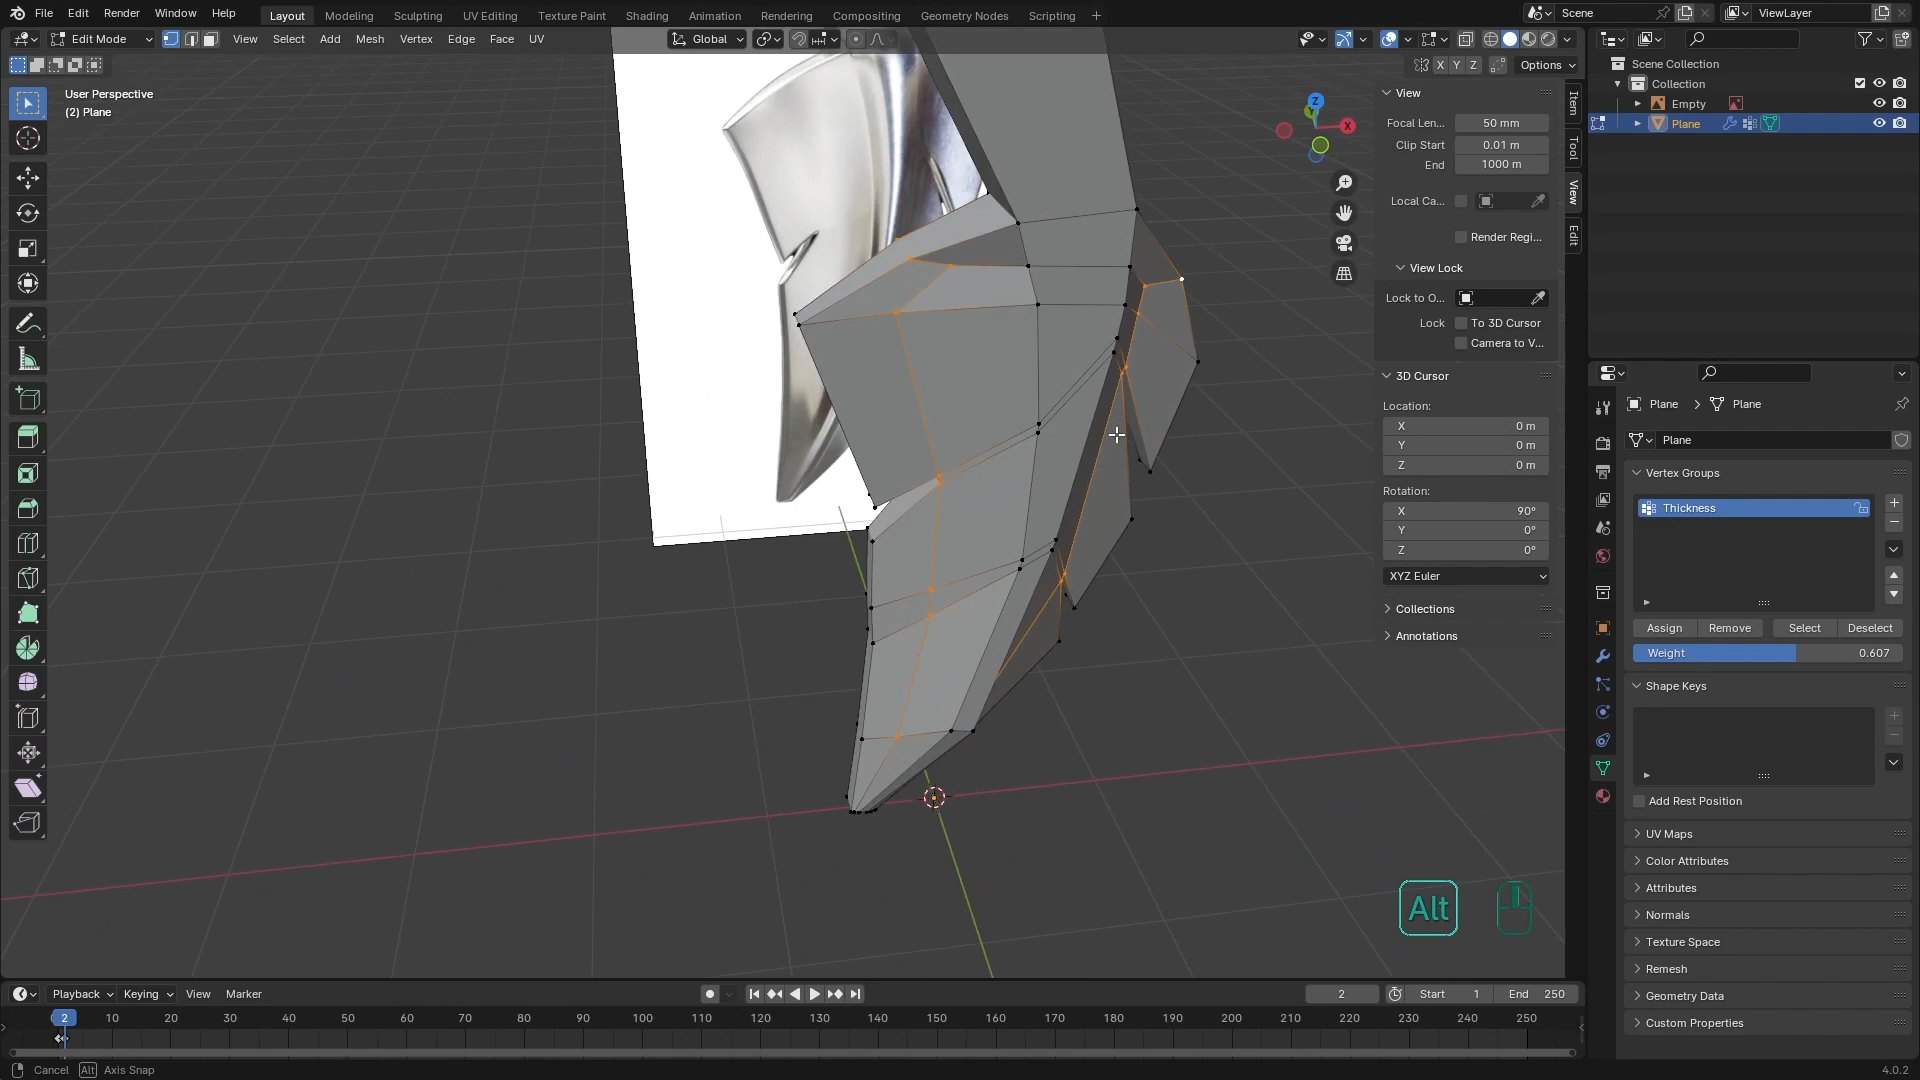 File Edit Render Window Help Layout Modeling Sculpting UV Editing Texture Paint Shading Animation Rendering Compositing Geometry Nodes Scripting + Scene ViewLayer
Edit Mode View Select Add Mesh Vertex Edge Face UV Global
X Y Z Options
User Perspective
(2) Plane
Z
X
View
Focal Len... 50 mm
Clip Start 0.01 m
End 1000 m
Local Ca...
Render Regi...
View Lock
Lock to O...
Lock To 3D Cursor
Camera to V...
3D Cursor
Location:
X 0 m
Y 0 m
Z 0 m
Rotation:
X 90°
Y 0°
Z 0°
XYZ Euler
Collections
Annotations
Item
Tool
View
Edit
Scene Collection
Collection
Empty
Plane
Plane > Plane
Plane
Vertex Groups
Thickness
Assign Remove Select Deselect
Weight 0.607
Shape Keys
Add Rest Position
UV Maps
Color Attributes
Attributes
Normals
Texture Space
Remesh
Geometry Data
Custom Properties
Alt
Playback Keying View Marker 2 Start 1 End 250
2 10 20 30 40 50 60 70 80 90 100 110 120 130 140 150 160 170 180 190 200 210 220 230 240 250
Cancel Alt Axis Snap 4.0.2